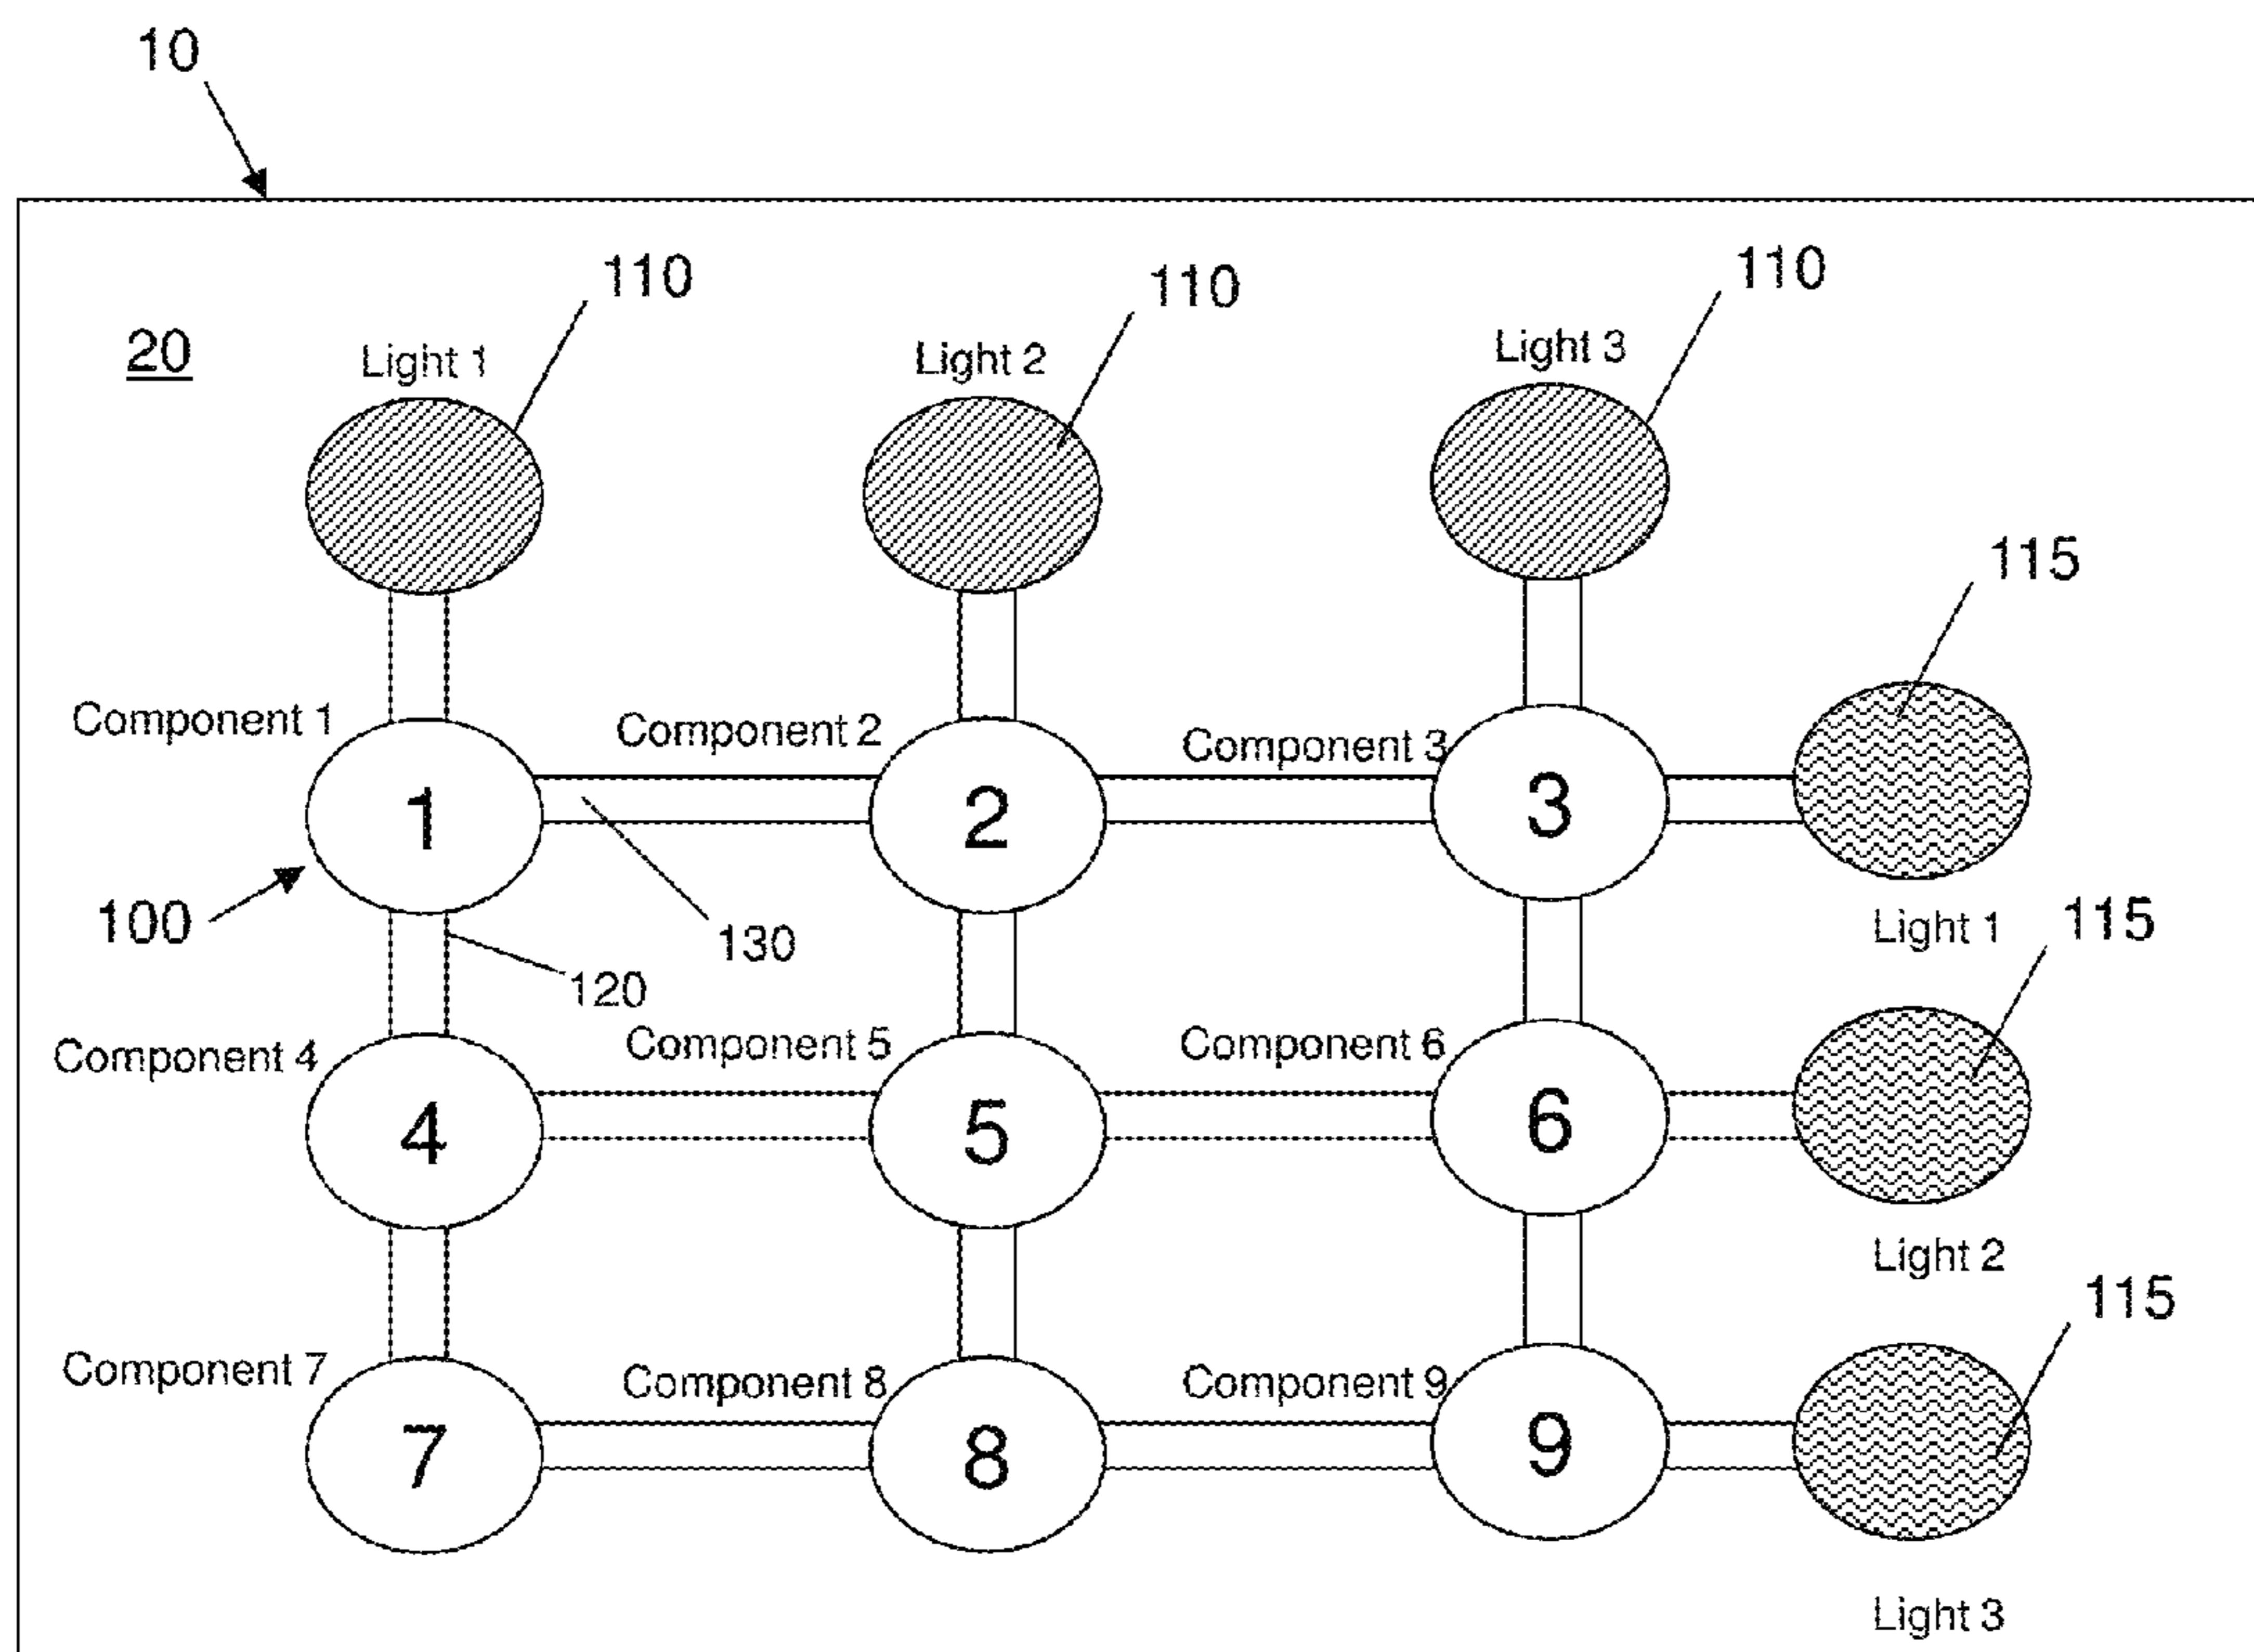 10
110
110
110
20
Light 1
Light 2
Light 3
115
Component 1
Component 2
Component 3
1
2
3
100
130
120
Light 1
115
Component 4
Component 5
Component 6
4
5
6
Light 2
115
Component 7
Component 8
Component 9
7
8
9
Light 3